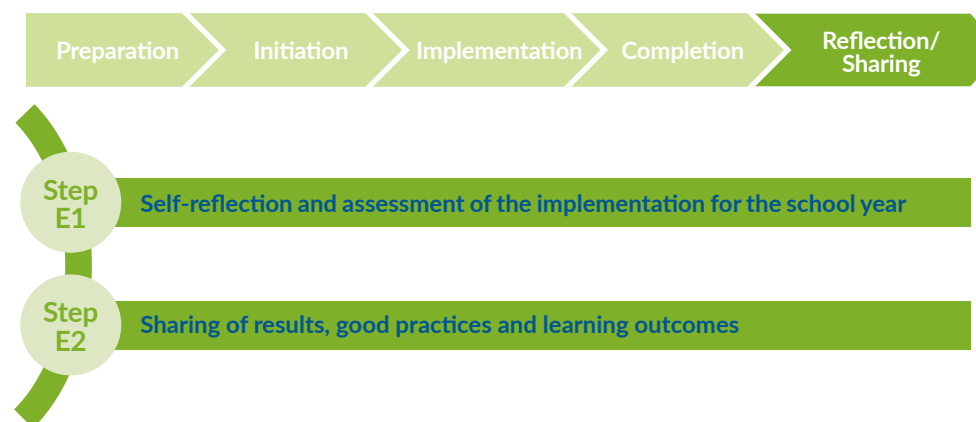 Preparation
Initiation
Implementation
Completion
Reflection/
Sharing
Step
E1
Self-reflection and assessment of the implementation for the school year
Step
E2
Sharing of results, good practices and learning outcomes